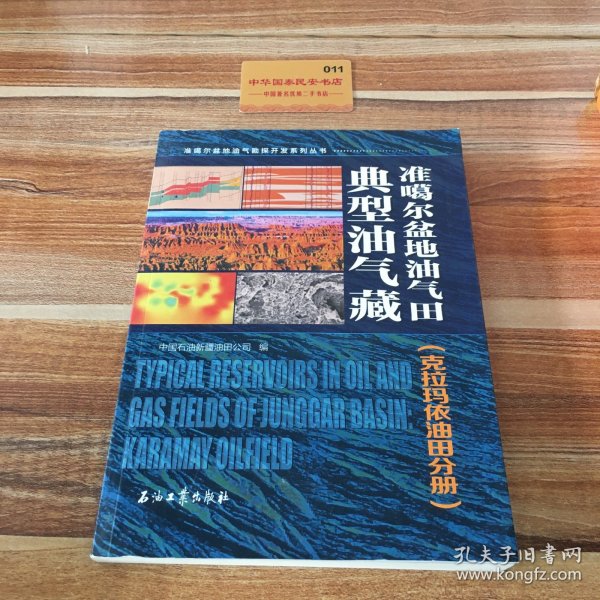 011
中华国泰民安书店
—中国著名优秀二手书店—
准噶尔盆地油气勘探开发系列丛书
准噶尔盆地油气田
典型油气藏
（克拉玛依油田分册）
中国石油新疆油田公司 编
TYPICAL RESERVOIRS IN OIL AND
GAS FIELDS OF JUNGGAR BASIN:
KARAMAY OILFIELD
石油工业出版社
孔夫子旧书网
www.kongfz.com